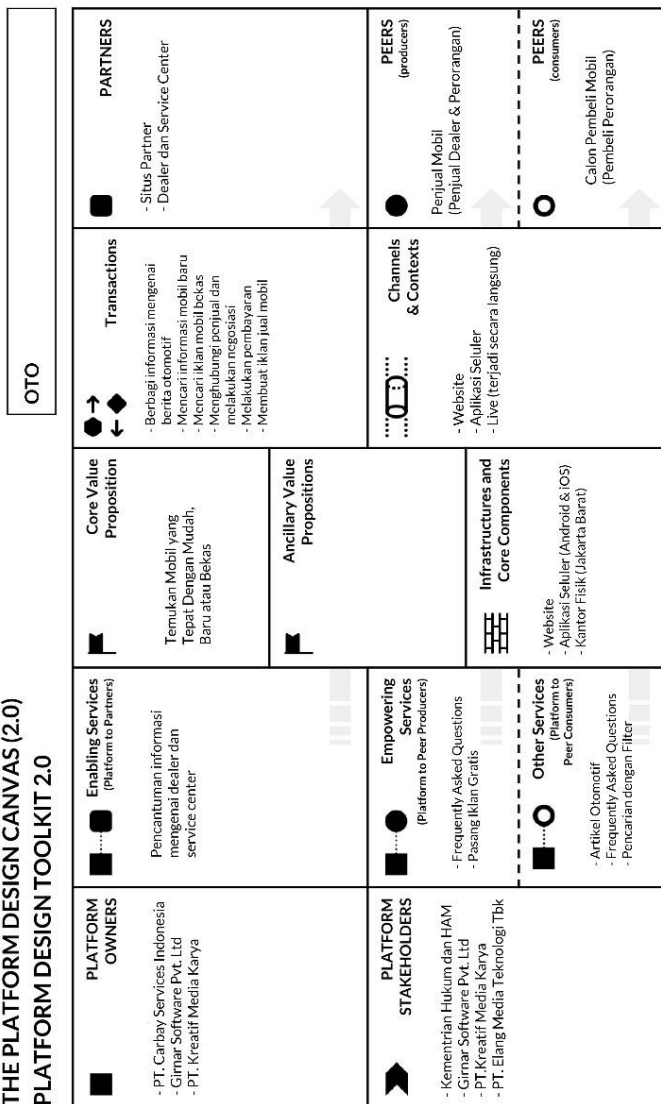 THE PLATFORM DESIGN CANVAS (2.0)
PLATFORM DESIGN TOOLKIT 2.0
OTO
PLATFORM
OWNERS
- PT. Carbay Services Indonesia
- Girnar Software Pvt. Ltd
- PT. Kreatif Media Karya
Enabling Services
(Platform to Partners)
Pencantuman informasi
mengenai dealer dan
service center
Core Value
Proposition
Temukan Mobil yang
Tepat Dengan Mudah,
Baru atau Bekas
Ancillary Value
Propositions
Transactions
- Berbagi informasi mengenai
berita otomotif
- Mencari informasi mobil baru
- Mencari iklan mobil bekas
- Menghubungi penjual dan
melakukan negosiasi
- Melakukan pembayaran
- Membuat iklan jual mobil
PARTNERS
- Situs Partner
- Dealer dan Service Center
PLATFORM
STAKEHOLDERS
- Kementrian Hukum dan HAM
- Girnar Software Pvt. Ltd
- PT.Kreatif Media Karya
- PT. Elang Media Teknologi Tbk
Empowering
Services
(Platform to Peer Producers)
- Frequently Asked Questions
- Pasang Iklan Gratis
Other Services
(Platform to
Peer Consumers)
- Artikel Otomotif
- Frequently Asked Questions
- Pencarian dengan Filter
Infrastructures and
Core Components
- Website
- Aplikasi Seluler (Android & iOS)
- Kantor Fisik (Jakarta Barat)
Channels
& Contexts
- Website
- Aplikasi Seluler
- Live (terjadi secara langsung)
PEERS
(producers)
Penjual Mobil
(Penjual Dealer & Perorangan)
PEERS
(consumers)
Calon Pembeli Mobil
(Pembeli Perorangan)